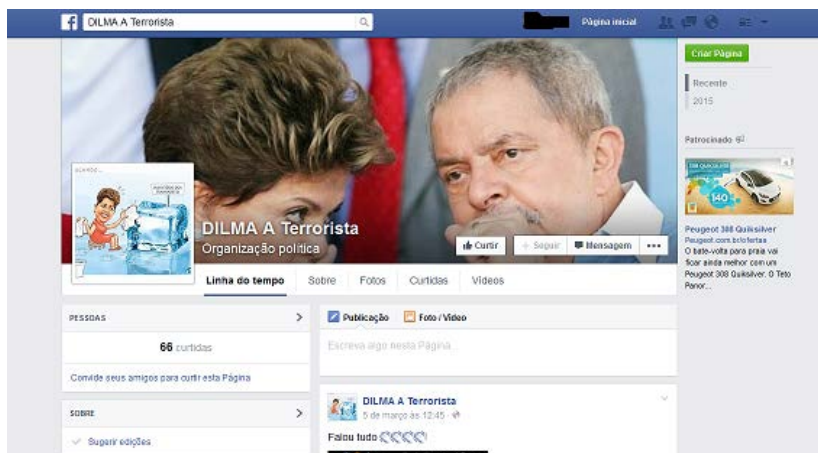 DILMA A Terrorista
Página inicial
Criar Página
Recente
2015
Patrocinado
DILMA A Terrorista
Organização política
Curtir
Seguir
Mensagem
Linha do tempo Sobre Fotos Curtidas Vídeos
140
Peugeot 308 Quiksilver
Peugeot.com.br/ofertas
O bate-volta para praia vai
ficar ainda melhor com um
Peugeot 308 Quiksilver. O Teto
Panor...
PESSOAS
66 curtidas
Convide seus amigos para curtir esta Página
SOBRE
Sugerir edições
Publicação Foto / Vídeo
Escreva algo nesta Página...
DILMA A Terrorista
5 de março às 12:45
Falou tudo